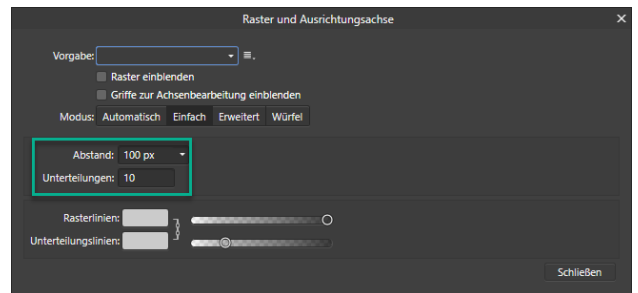 Raster und Ausrichtungsachse
Vorgabe:
Raster einblenden
Griffe zur Achsenbearbeitung einblenden
Modus: Automatisch Einfach Erweitert Würfel
Abstand: 100 px
Unterteilungen: 10
Rasterlinien:
Unterteilungslinien:
Schließen